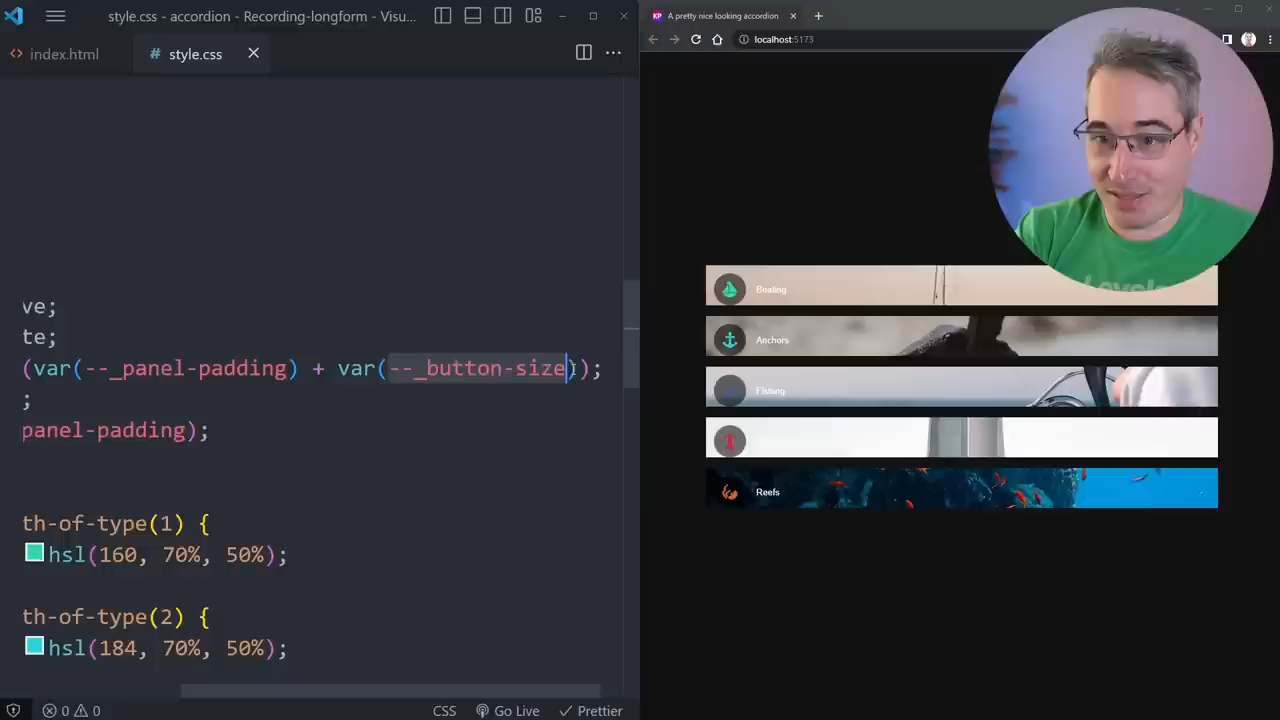 style.css - accordion - Recording-longform - Visu...
index.html
# style.css
ve;
te;
(var(--_panel-padding) + var(--_button-size));
;
panel-padding);
th-of-type(1) {
hsl(160, 70%, 50%);
th-of-type(2) {
hsl(184, 70%, 50%);
0 0
CSS
Go Live
Prettier
KP
A pretty nice looking accordion
localhost:5173
Boating
Anchors
Fishing
Reefs